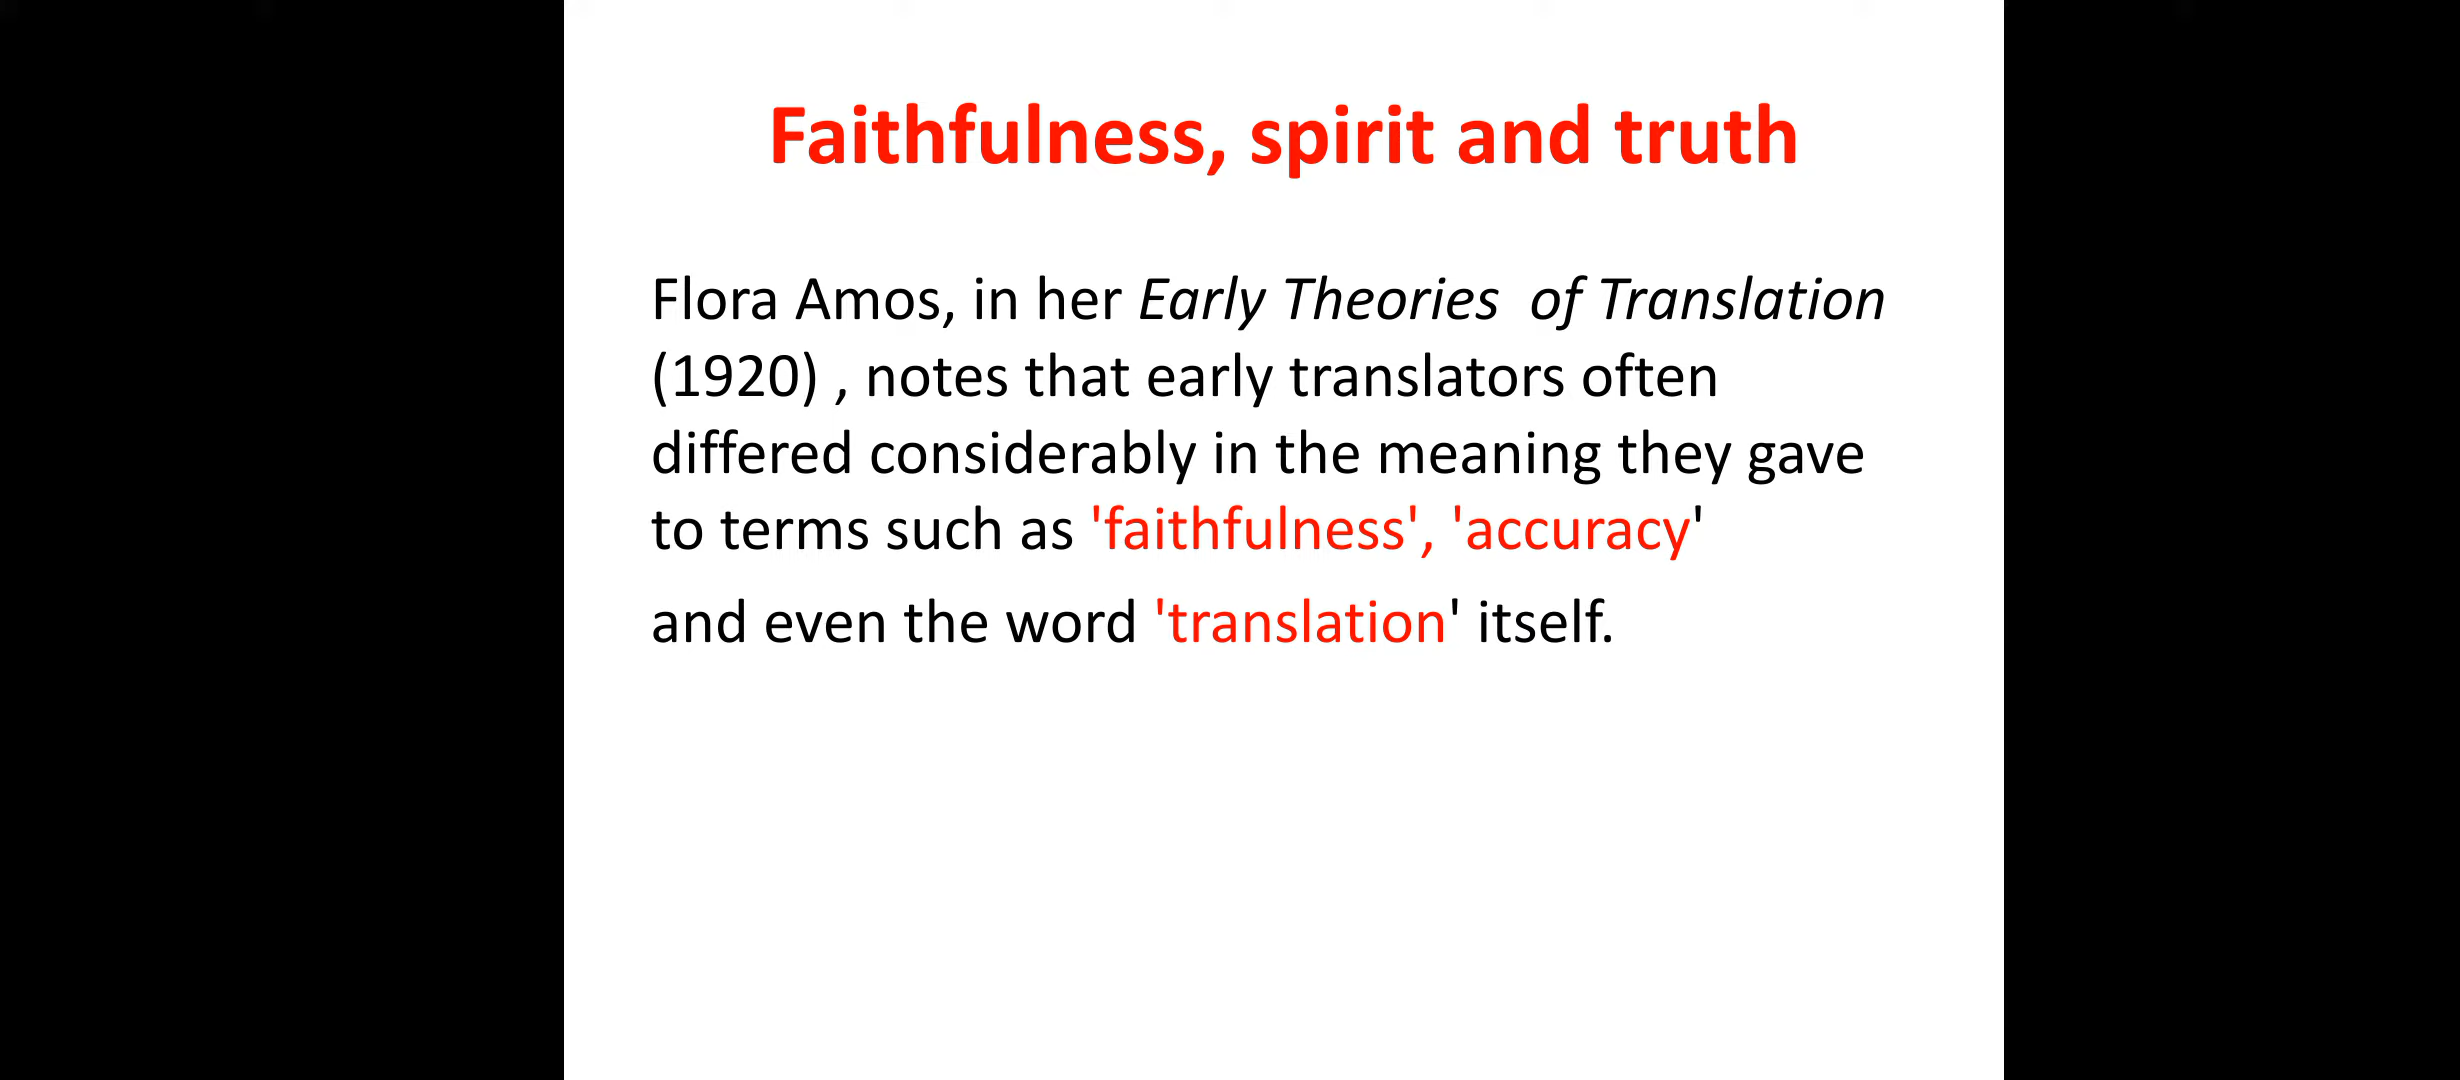 Faithfulness, spirit and truth
Flora Amos, in her Early Theories  of Translation
(1920) , notes that early translators often
differed considerably in the meaning they gave
to terms such as 'faithfulness', 'accuracy'
and even the word 'translation' itself.